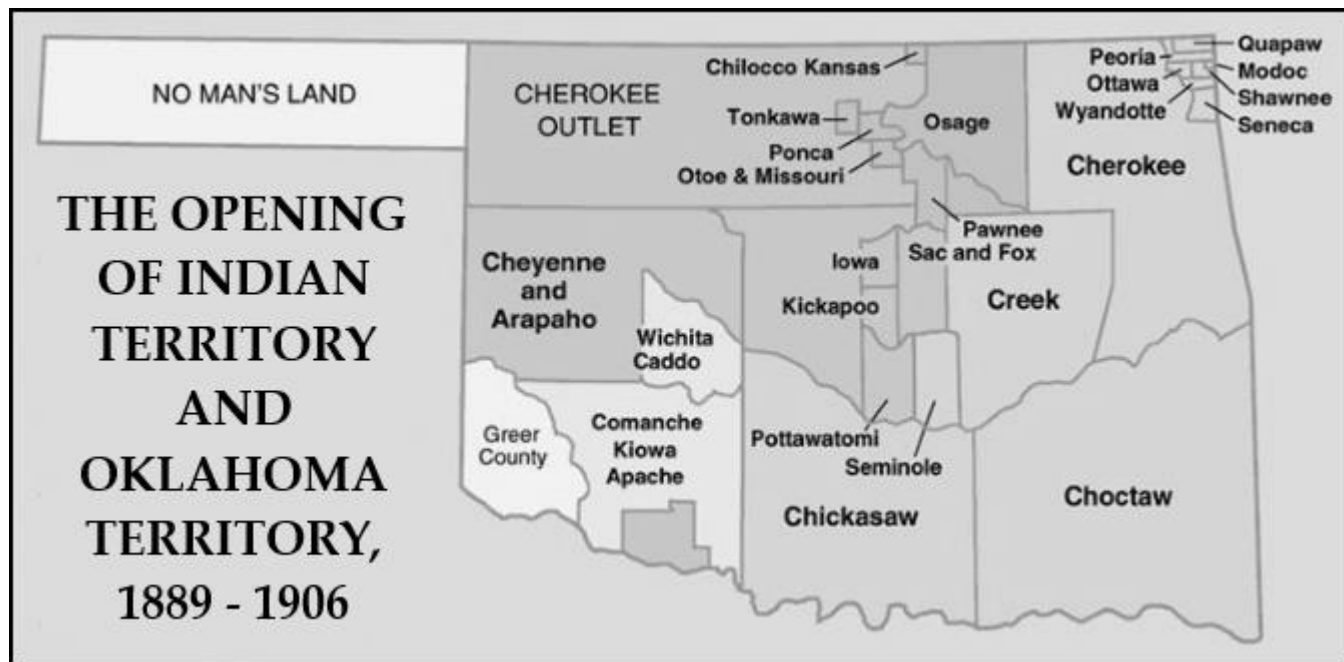 NO MAN'S LAND
THE OPENING
OF INDIAN
TERRITORY
AND
OKLAHOMA
TERRITORY,
1889 - 1906
CHEROKEE
OUTLET
Chilocco Kansas
Tonkawa
Ponca
Otoe & Missouri
Osage
Peoria
Ottawa
Wyandotte
Quapaw
Modoc
Shawnee
Seneca
Cherokee
Pawnee
Sac and Fox
Iowa
Kickapoo
Creek
Cheyenne
and
Arapaho
Wichita
Caddo
Greer
County
Comanche
Kiowa
Apache
Pottawatomi
Seminole
Chickasaw
Choctaw